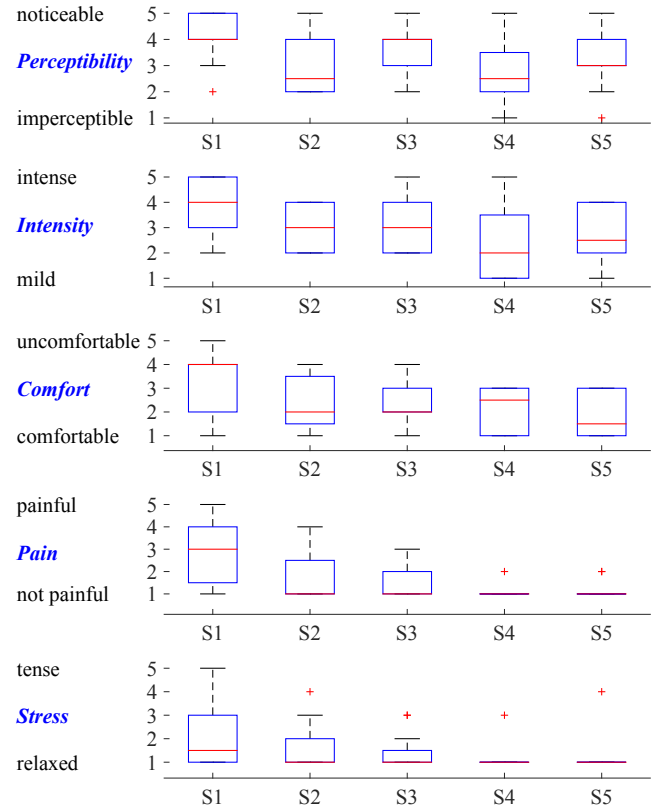 noticeable 5
4
Perceptibility 3
2
imperceptible 1
S1 S2 S3 S4 S5
intense 5
4
Intensity 3
2
mild 1
S1 S2 S3 S4 S5
uncomfortable 5
4
Comfort 3
2
comfortable 1
S1 S2 S3 S4 S5
painful 5
4
Pain 3
2
not painful 1
S1 S2 S3 S4 S5
tense 5
4
Stress 3
2
relaxed 1
S1 S2 S3 S4 S5